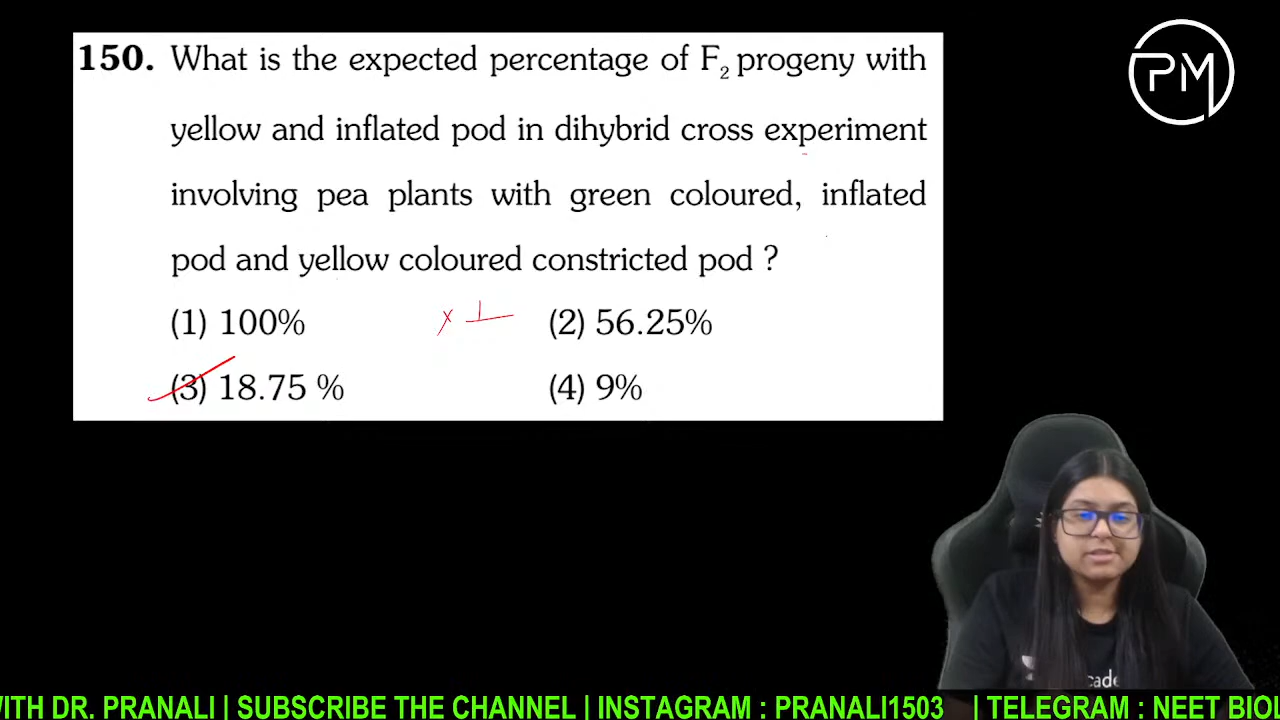 PM
150. What is the expected percentage of F₂ progeny with
yellow and inflated pod in dihybrid cross experiment
involving pea plants with green coloured, inflated
pod and yellow coloured constricted pod ?
(1) 100%
(2) 56.25%
(3) 18.75 %
(4) 9%
WITH DR. PRANALI | SUBSCRIBE THE CHANNEL | INSTAGRAM : PRANALI1503 | TELEGRAM : NEET BIO